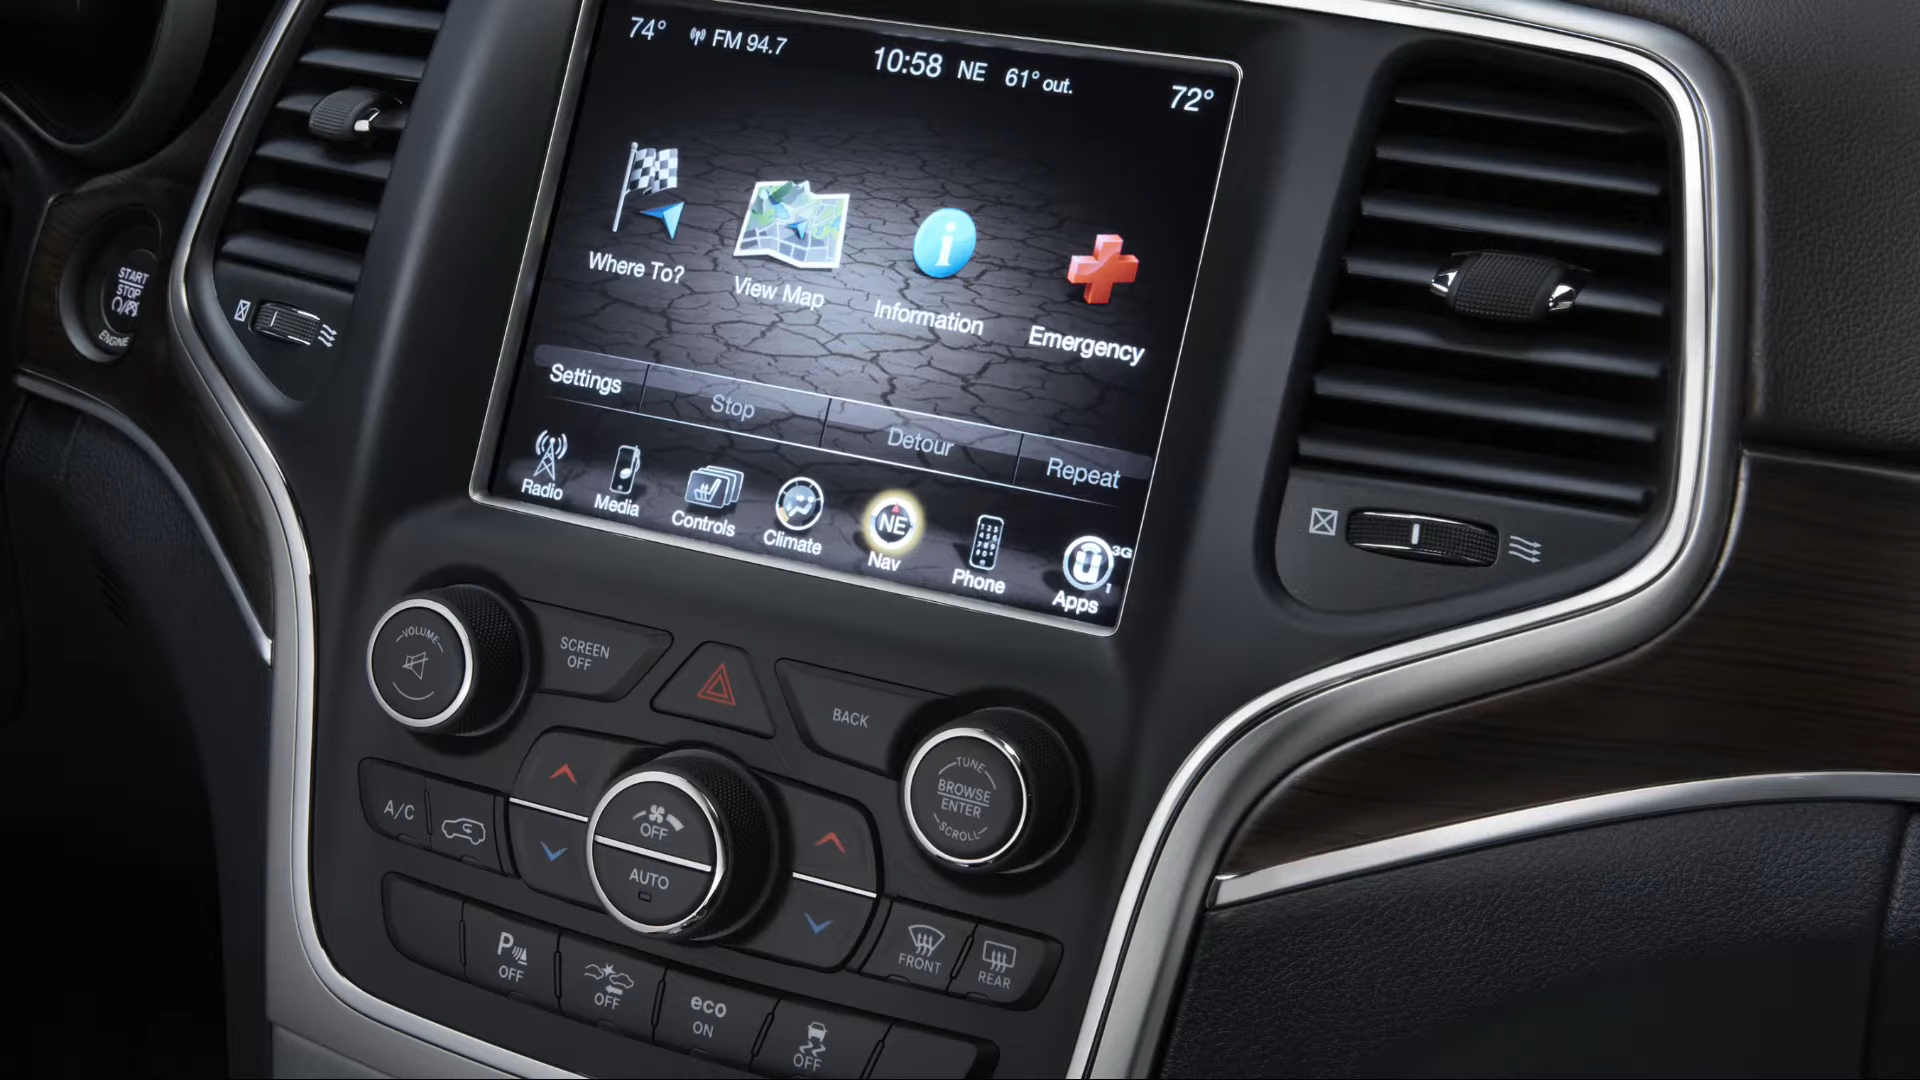 74° FM 94.7 10:58 NE 61° out. 72°
Where To?
View Map
Information
Emergency
Settings
Stop
Detour
Repeat
Radio
Media
Controls
Climate
NE
Nav
Phone
3G
Apps
START
STOP
ENGINE
VOLUME
SCREEN
OFF
BACK
TUNE
BROWSE
ENTER
SCROLL
A/C
OFF
AUTO
FRONT
REAR
P
OFF
OFF
eco
ON
OFF